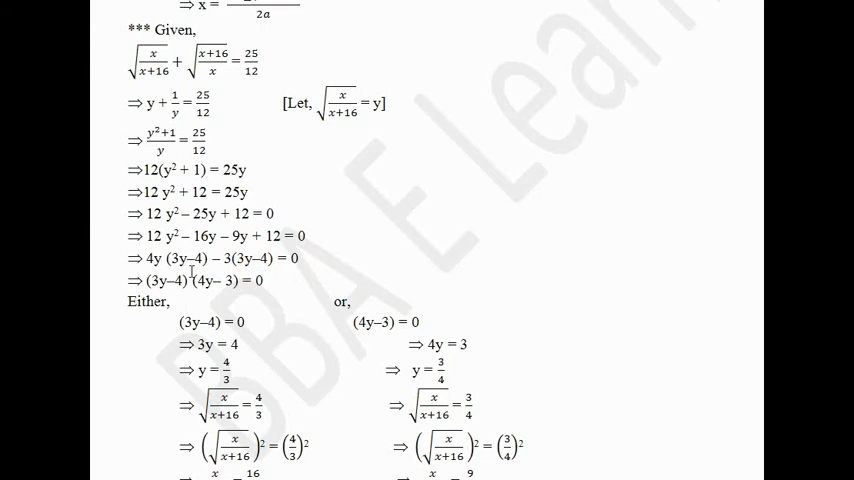 ⇒ x = 2a
*** Given,
√(x/(x+16)) + √((x+16)/x) = 25/12
⇒ y + 1/y = 25/12 [Let, √(x/(x+16)) = y]
⇒ (y²+1)/y = 25/12
⇒12(y² + 1) = 25y
⇒12 y² + 12 = 25y
⇒ 12 y² – 25y + 12 = 0
⇒ 12 y² – 16y – 9y + 12 = 0
⇒ 4y (3y–4) – 3(3y–4) = 0
⇒ (3y–4) (4y– 3) = 0
Either, or,
(3y–4) = 0 (4y–3) = 0
⇒ 3y = 4 ⇒ 4y = 3
⇒ y = 4/3 ⇒ y = 3/4
⇒ √(x/(x+16)) = 4/3 ⇒ √(x/(x+16)) = 3/4
⇒ (√(x/(x+16)))² = (4/3)² ⇒ (√(x/(x+16)))² = (3/4)²
x 16 x 9
BBA E Learn